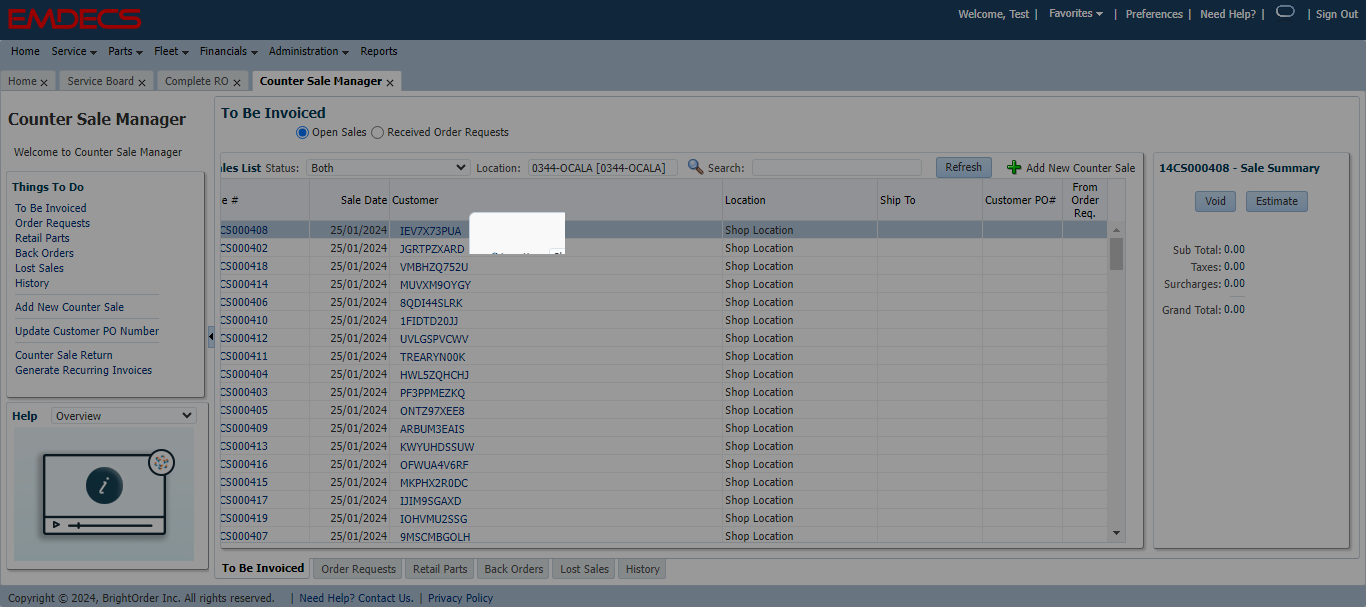 EMDECS
Welcome, Test | Favorites | Preferences | Need Help? | | Sign Out
Home Service Parts Fleet Financials Administration Reports
Home x Service Board x Complete RO x Counter Sale Manager x
Counter Sale Manager
Welcome to Counter Sale Manager
Things To Do
To Be Invoiced
Order Requests
Retail Parts
Back Orders
Lost Sales
History
Add New Counter Sale
Update Customer PO Number
Counter Sale Return
Generate Recurring Invoices
Help Overview
To Be Invoiced
Open Sales Received Order Requests
les List Status: Both Location: 0344-OCALA [0344-OCALA] Search: Refresh Add New Counter Sale
e # Sale Date Customer Location Ship To Customer PO# From Order Req.
CS000408 25/01/2024 IEV7X73PUA Shop Location
CS000402 25/01/2024 JGRTPZXARD Shop Location
CS000418 25/01/2024 VMBHZQ752U Shop Location
CS000414 25/01/2024 MUVXM9OYGY Shop Location
CS000406 25/01/2024 8QDI44SLRK Shop Location
CS000410 25/01/2024 1FIDTD20JJ Shop Location
CS000412 25/01/2024 UVLGSPVCWV Shop Location
CS000411 25/01/2024 TREARYN00K Shop Location
CS000404 25/01/2024 HWL5ZQHCHJ Shop Location
CS000403 25/01/2024 PF3PPMEZKQ Shop Location
CS000405 25/01/2024 ONTZ97XEE8 Shop Location
CS000409 25/01/2024 ARBUM3EAIS Shop Location
CS000413 25/01/2024 KWYUHDSSUW Shop Location
CS000416 25/01/2024 OFWUA4V6RF Shop Location
CS000415 25/01/2024 MKPHX2R0DC Shop Location
CS000417 25/01/2024 IJIM9SGAXD Shop Location
CS000419 25/01/2024 IOHVMU2SSG Shop Location
CS000407 25/01/2024 9MSCMBGOLH Shop Location
14CS000408 - Sale Summary
Void Estimate
Sub Total: 0.00
Taxes: 0.00
Surcharges: 0.00
Grand Total: 0.00
To Be Invoiced Order Requests Retail Parts Back Orders Lost Sales History
Copyright © 2024, BrightOrder Inc. All rights reserved. | Need Help? Contact Us. | Privacy Policy